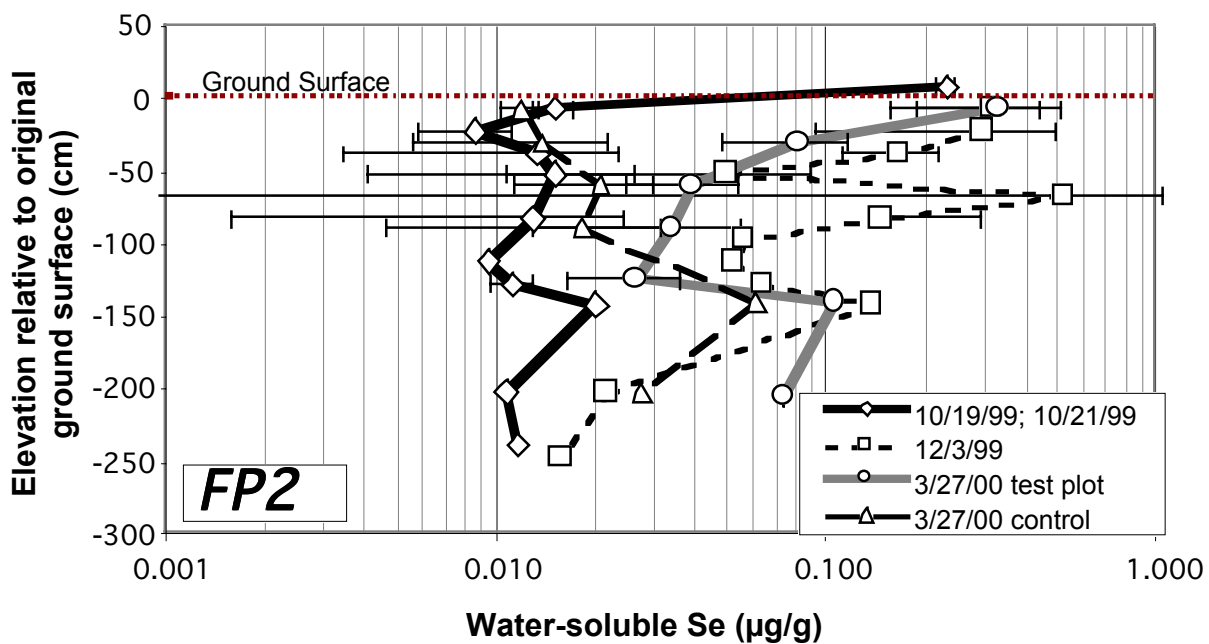 50
Ground Surface
0
-50
-100
-150
-200
-250
-300
Elevation relative to original
ground surface (cm)
FP2
10/19/99; 10/21/99
12/3/99
3/27/00 test plot
3/27/00 control
0.001
0.010
0.100
1.000
Water-soluble Se (µg/g)